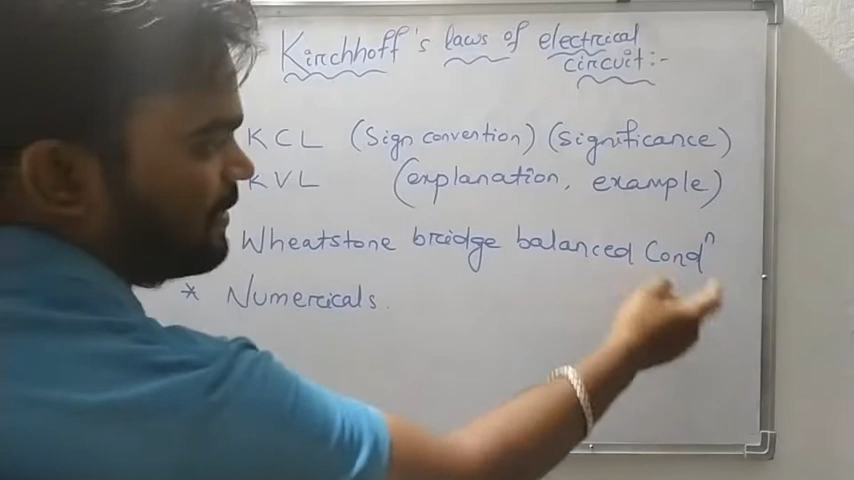 Kirchhoff's laws of electrical
circuit :-
KCL (Sign convention) (significance)
KVL (explanation, example)
Wheatstone bridge balanced Condⁿ
* Numericals.